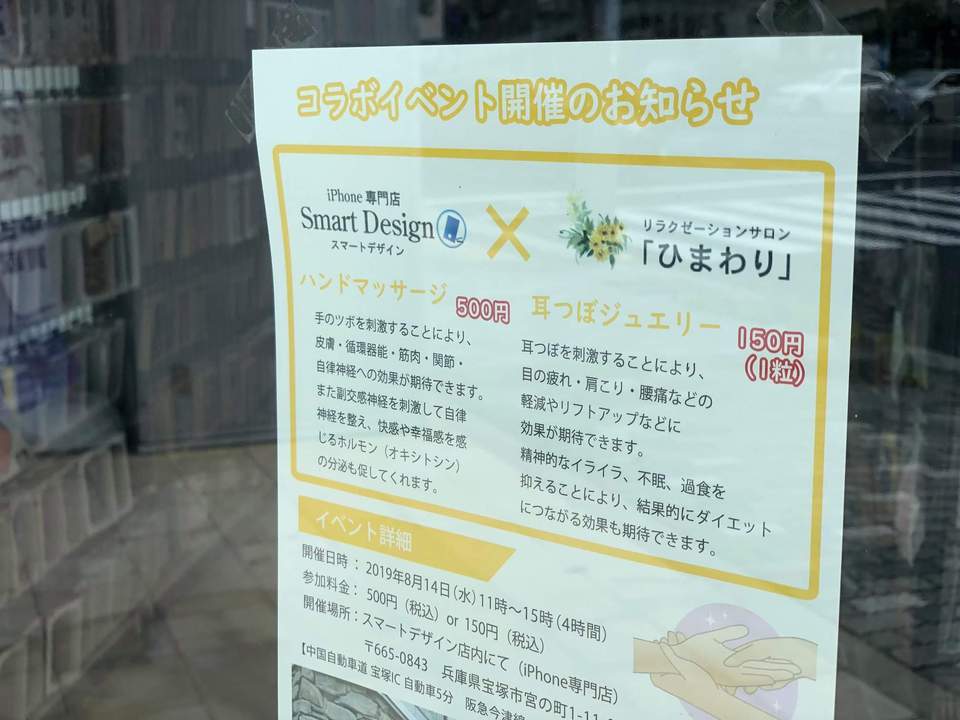 コラボイベント開催のお知らせ
iPhone 専門店
Smart Design
スマートデザイン
×
リラクゼーションサロン
「ひまわり」
ハンドマッサージ
500円
手のツボを刺激することにより、
皮膚・循環器能・筋肉・関節・
自律神経への効果が期待できます。
また副交感神経を刺激して自律
神経を整え、快感や幸福感を感
じるホルモン（オキシトシン）
の分泌も促してくれます。
耳つぼジュエリー
150円
（1粒）
耳つぼを刺激することにより、
目の疲れ・肩こり・腰痛などの
軽減やリフトアップなどに
効果が期待できます。
精神的なイライラ、不眠、過食を
抑えることにより、結果的にダイエット
につながる効果も期待できます。
イベント詳細
開催日時 ： 2019年8月14日（水）11時～15時（4時間）
参加料金： 500円（税込）or 150円（税込）
開催場所：スマートデザイン店内にて（iPhone専門店）
〒665-0843 兵庫県宝塚市宮の町1-11
【中国自動車道 宝塚IC 自動車5分 阪急今津線